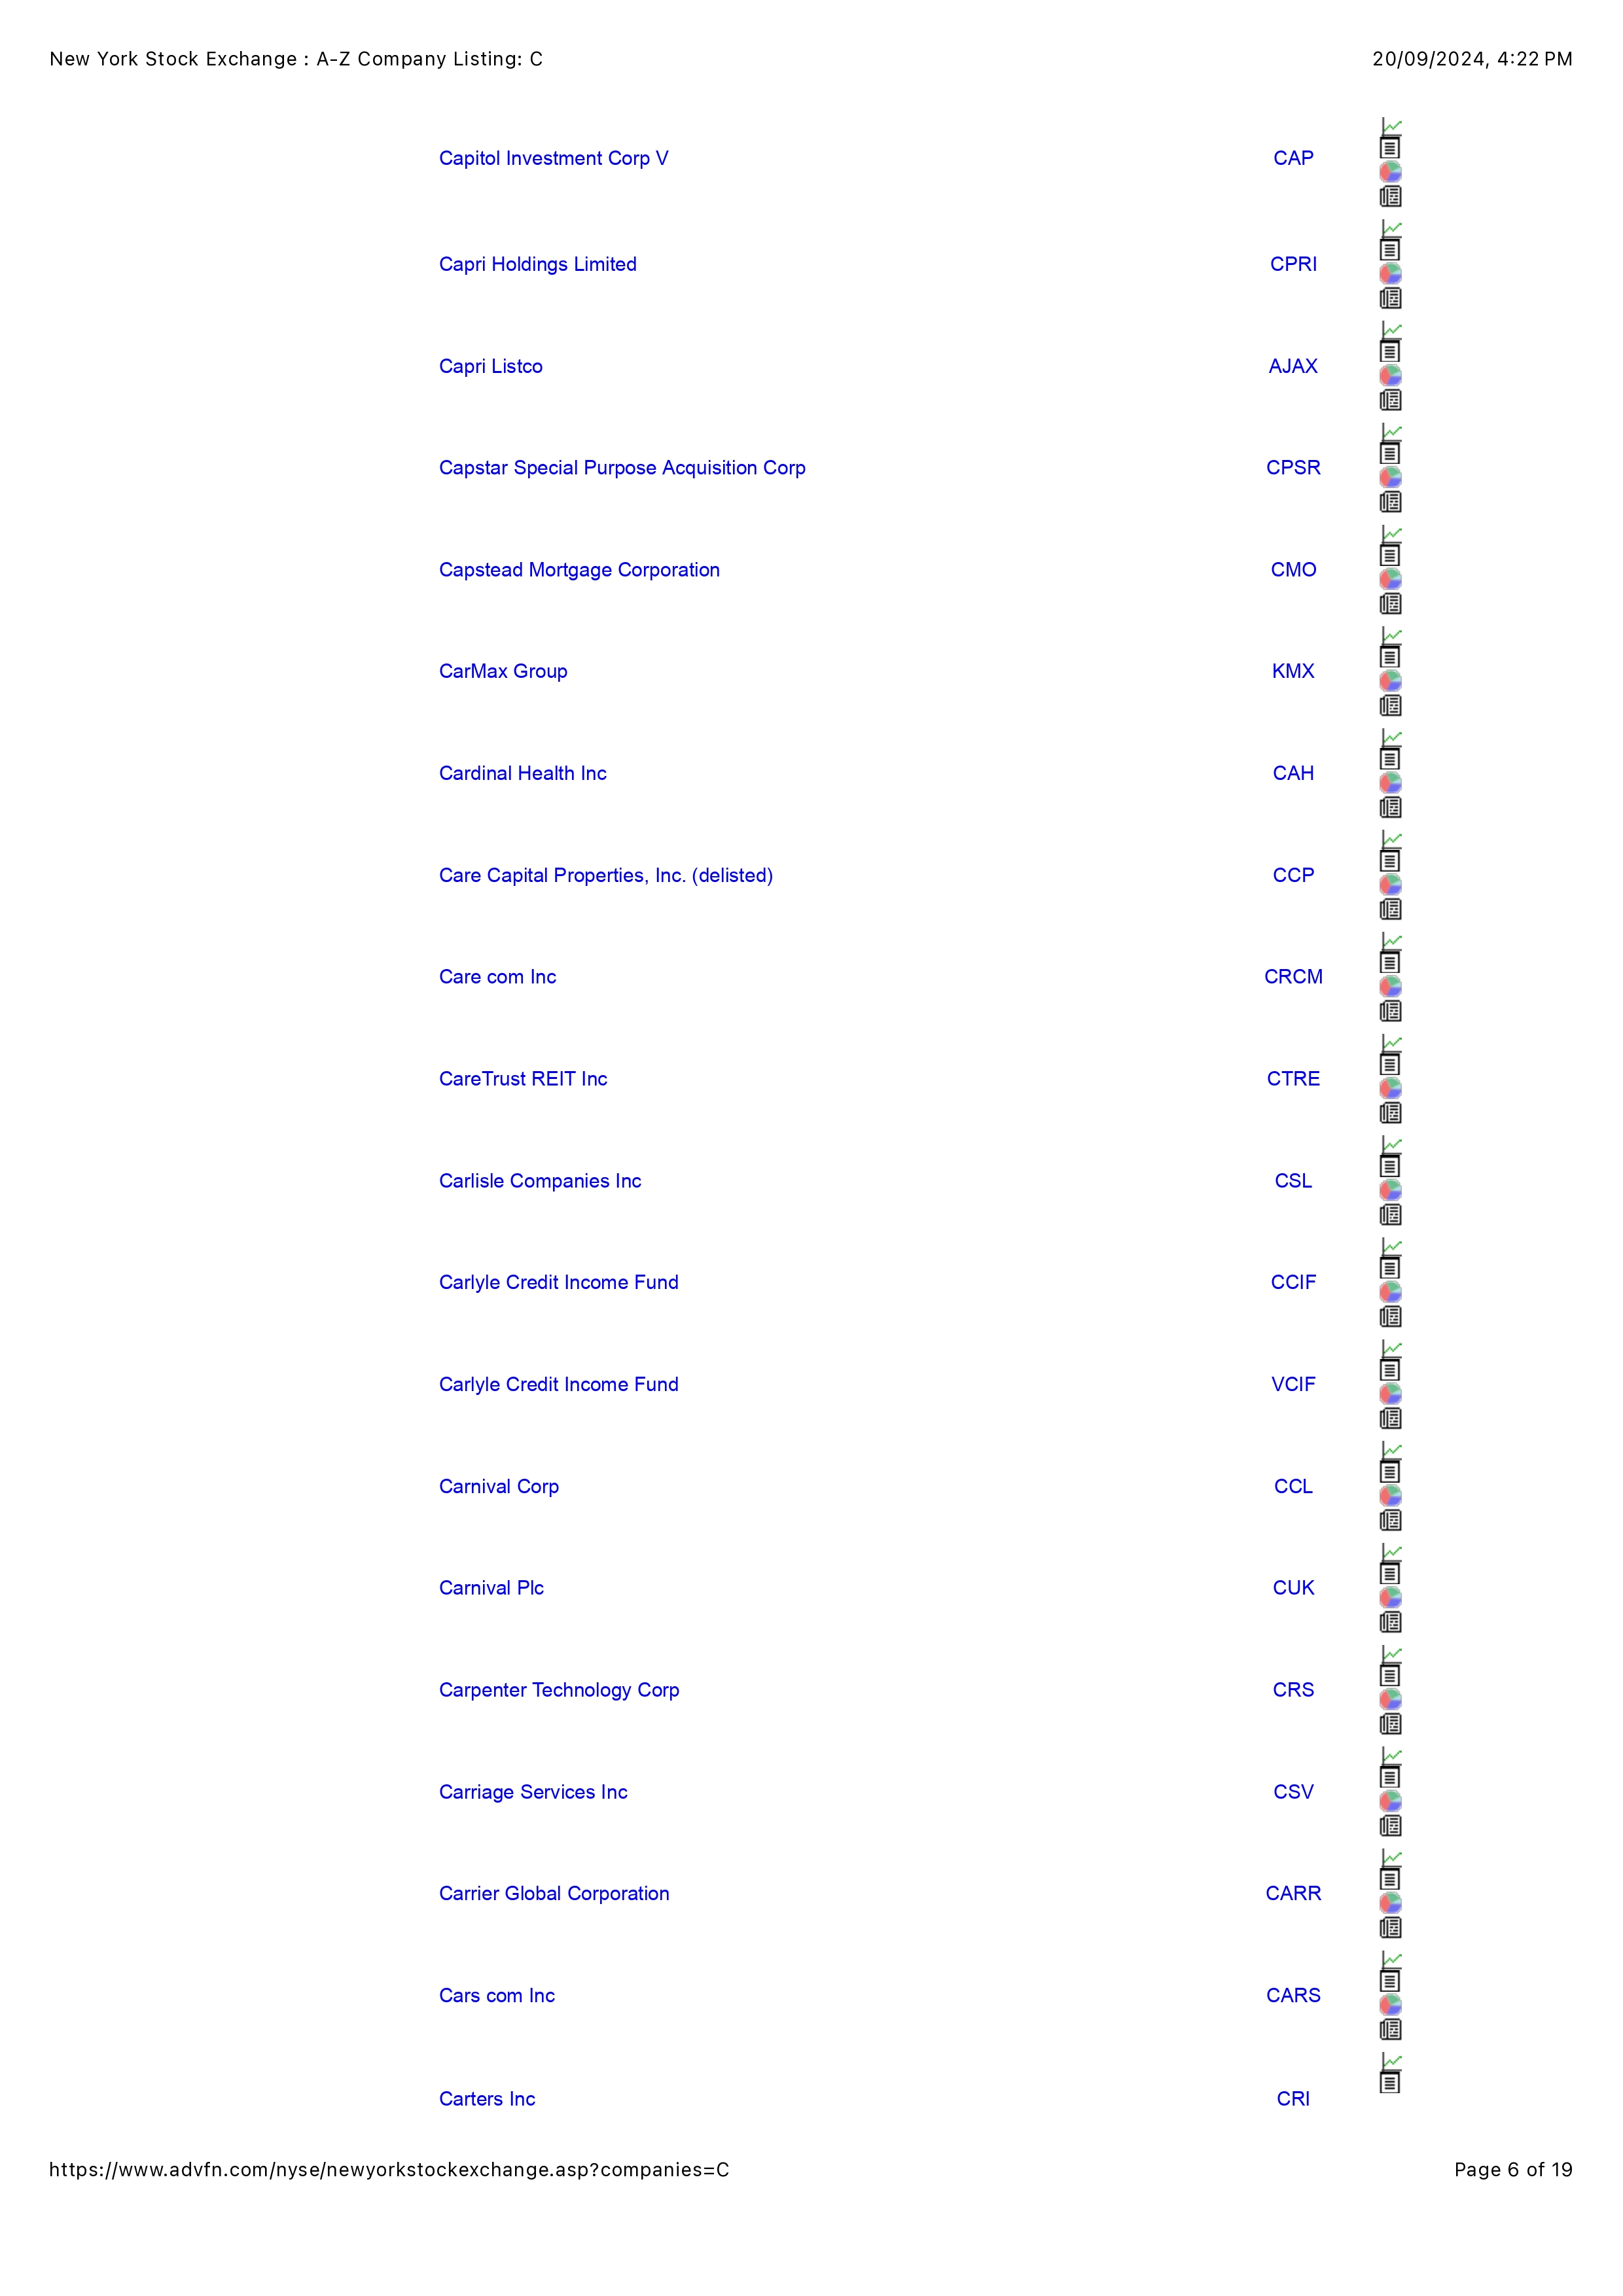 New York Stock Exchange : A-Z Company Listing: C 20/09/2024, 4:22 PM
Capitol Investment Corp V CAP
Capri Holdings Limited CPRI
Capri Listco AJAX
Capstar Special Purpose Acquisition Corp CPSR
Capstead Mortgage Corporation CMO
CarMax Group KMX
Cardinal Health Inc CAH
Care Capital Properties, Inc. (delisted) CCP
Care com Inc CRCM
CareTrust REIT Inc CTRE
Carlisle Companies Inc CSL
Carlyle Credit Income Fund CCIF
Carlyle Credit Income Fund VCIF
Carnival Corp CCL
Carnival Plc CUK
Carpenter Technology Corp CRS
Carriage Services Inc CSV
Carrier Global Corporation CARR
Cars com Inc CARS
Carters Inc CRI
https://www.advfn.com/nyse/newyorkstockexchange.asp?companies=C Page 6 of 19